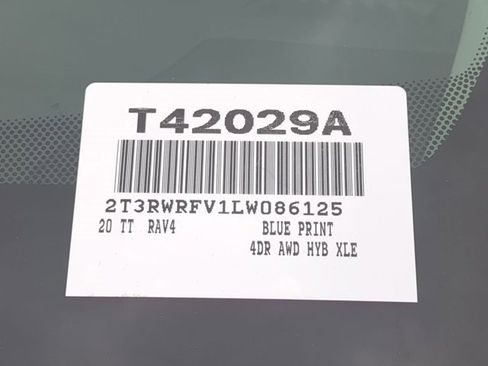 T42029A
2T3RWRFV1LW086125
20 TT RAV4 BLUE PRINT
4DR AWD HYB XLE